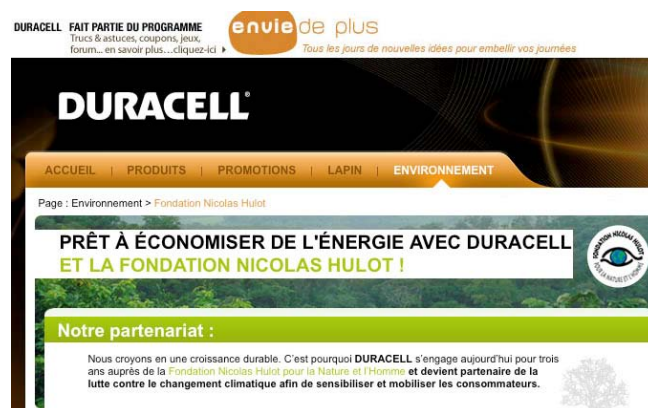 DURACELL FAIT PARTIE DU PROGRAMME
Trucs & astuces, coupons, jeux,
forum... en savoir plus...cliquez-ici
envie de plus
Tous les jours de nouvelles idées pour embellir vos journées
DURACELL®
ACCUEIL | PRODUITS | PROMOTIONS | LAPIN | ENVIRONNEMENT
Page : Environnement > Fondation Nicolas Hulot
PRÊT À ÉCONOMISER DE L'ÉNERGIE AVEC DURACELL
ET LA FONDATION NICOLAS HULOT !
FONDATION NICOLAS HULOT
POUR LA NATURE ET L'HOMME
Notre partenariat :
Nous croyons en une croissance durable. C'est pourquoi DURACELL s'engage aujourd'hui pour trois
ans auprès de la Fondation Nicolas Hulot pour la Nature et l'Homme et devient partenaire de la
lutte contre le changement climatique afin de sensibiliser et mobiliser les consommateurs.